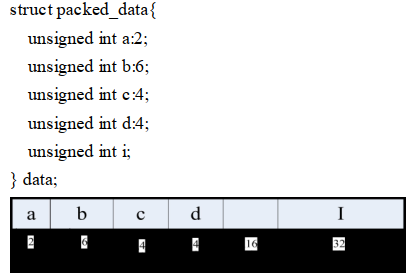 struct packed_data{
unsigned int a:2;
unsigned int b:6;
unsigned int c:4;
unsigned int d:4;
unsigned int i;
} data;
a b c d I
2 6 4 4 16 32